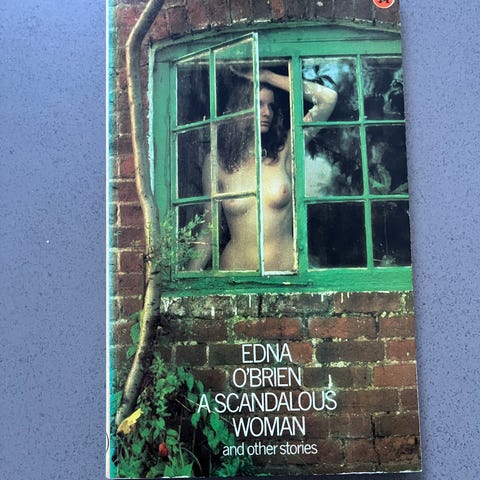 EDNA
O'BRIEN
A SCANDALOUS
WOMAN
and other stories